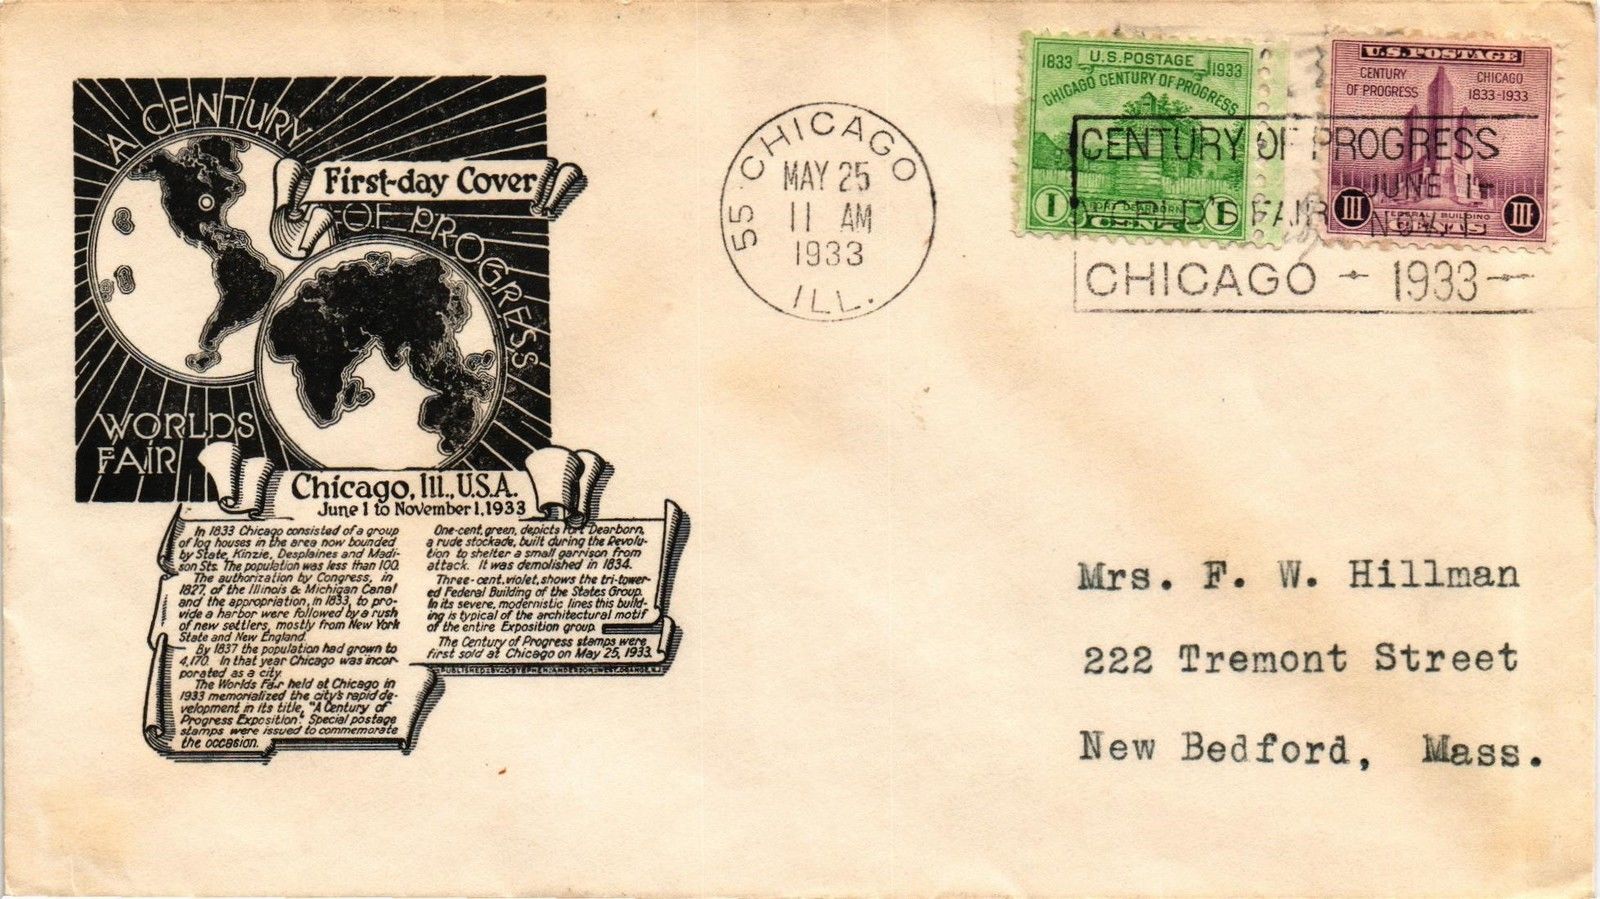 A CENTURY
First-day Cover
OF PROGRESS
WORLDS
FAIR
Chicago, Ill., U.S.A.
June 1 to November 1, 1933
In 1833 Chicago consisted of a group
of log houses in the area now bounded
by State, Kinzie, Desplaines and Madi-
son Sts. The population was less than 100.
The authorization by Congress, in
1827, of the Illinois & Michigan Canal
and the appropriation, in 1833, to pro-
vide a harbor were followed by a rush
of new settlers, mostly from New York
State and New England.
By 1837 the population had grown to
4,170. In that year Chicago was incor-
porated as a city.
The Worlds Fair held at Chicago in
1933 memorialized the city's rapid de-
velopment in its title, "A Century of
Progress Exposition". Special postage
stamps were issued to commemorate
the occasion.
One-cent, green, depicts Fort Dearborn,
a rude stockade, built during the Revolu-
tion to shelter a small garrison from
attack. It was demolished in 1834.
Three-cent, violet, shows the tri-tower-
ed Federal Building of the States Group.
In its severe, modernistic lines this build-
ing is typical of the architectural motif
of the entire Exposition group.
The Century of Progress stamps were
first sold at Chicago on May 25, 1933.
55 CHICAGO
MAY 25
11 AM
1933
ILL.
1833 U.S. POSTAGE 1933
CHICAGO CENTURY OF PROGRESS
1 CENT 1
U.S. POSTAGE
CENTURY CHICAGO
OF PROGRESS 1833-1933
BUILDING
III CENTS III
CENTURY OF PROGRESS
JUNE 1-
FAIR NOV. 1
CHICAGO - 1933 -
Mrs. F. W. Hillman
222 Tremont Street
New Bedford, Mass.